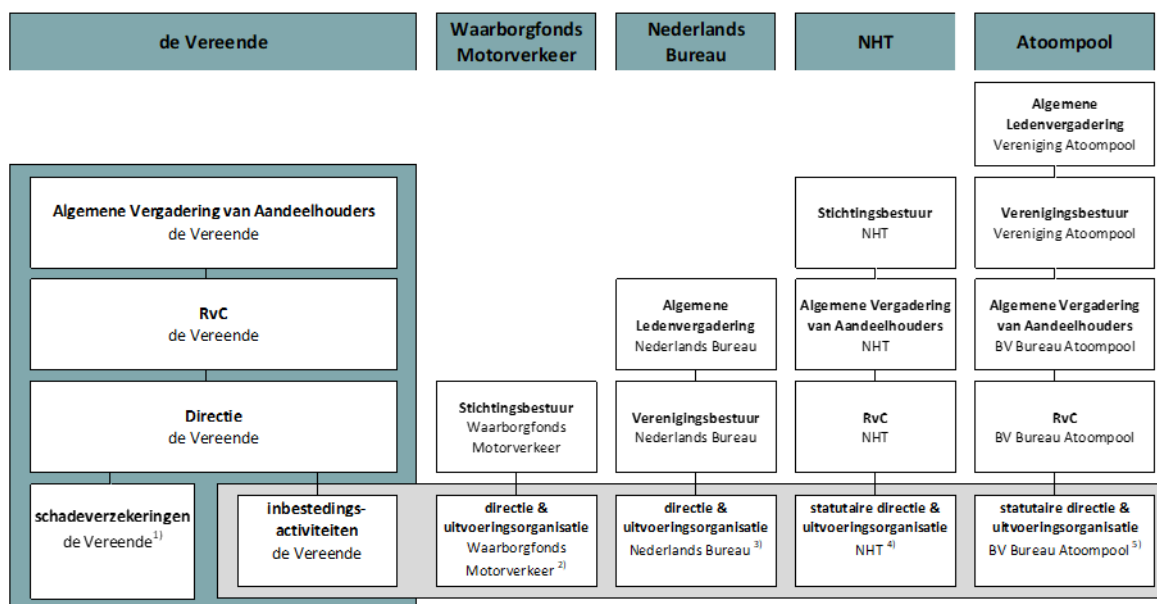 de Vereende
Waarborgfonds
Motorverkeer
Nederlands
Bureau
NHT
Atoompool
Algemene
Ledenvergadering
Vereniging Atoompool
Algemene Vergadering van Aandeelhouders
de Vereende
Stichtingsbestuur
NHT
Verenigingsbestuur
Vereniging Atoompool
RvC
de Vereende
Algemene
Ledenvergadering
Nederlands Bureau
Algemene Vergadering
van Aandeelhouders
NHT
Algemene Vergadering
van Aandeelhouders
BV Bureau Atoompool
Directie
de Vereende
Stichtingsbestuur
Waarborgfonds
Motorverkeer
Verenigingsbestuur
Nederlands Bureau
RvC
NHT
RvC
BV Bureau Atoompool
schadeverzekeringen
de Vereende 1)
inbestedings-
activiteiten
de Vereende
directie &
uitvoeringsorganisatie
Waarborgfonds
Motorverkeer 2)
directie &
uitvoeringsorganisatie
Nederlands Bureau 3)
statutaire directie &
uitvoeringsorganisatie
NHT 4)
statutaire directie &
uitvoeringsorganisatie
BV Bureau Atoompool 5)